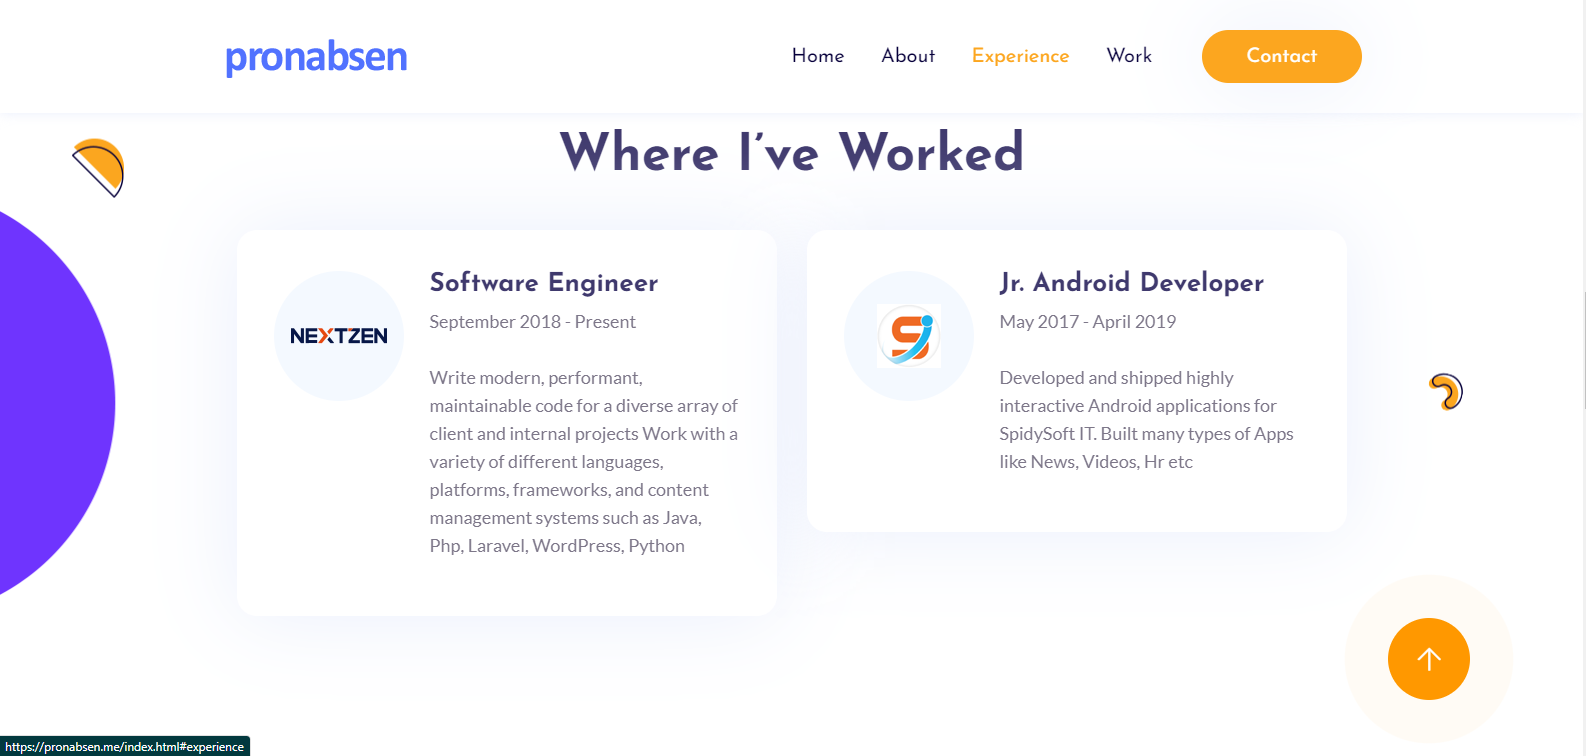 pronabsen
Home About Experience Work Contact
Where I've Worked
NEXTZEN
Software Engineer
September 2018 - Present
Write modern, performant,
maintainable code for a diverse array of
client and internal projects Work with a
variety of different languages,
platforms, frameworks, and content
management systems such as Java,
Php, Laravel, WordPress, Python
Jr. Android Developer
May 2017 - April 2019
Developed and shipped highly
interactive Android applications for
SpidySoft IT. Built many types of Apps
like News, Videos, Hr etc
https://pronabsen.me/index.html#experience